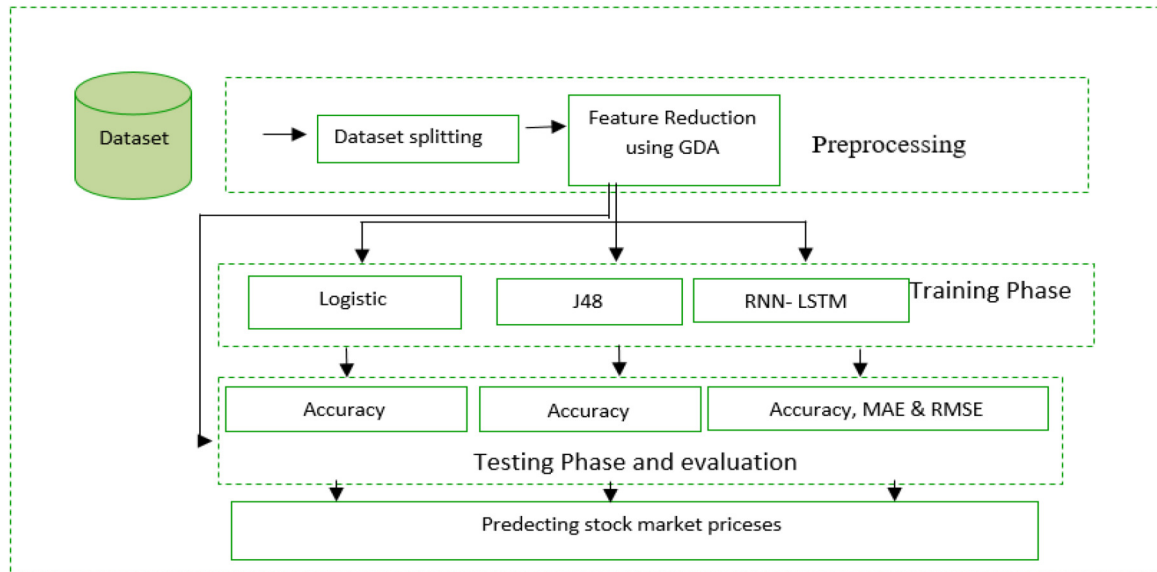 Dataset
Dataset splitting
Feature Reduction
using GDA
Preprocessing
Logistic
J48
RNN- LSTM
Training Phase
Accuracy
Accuracy
Accuracy, MAE & RMSE
Testing Phase and evaluation
Predecting stock market priceses